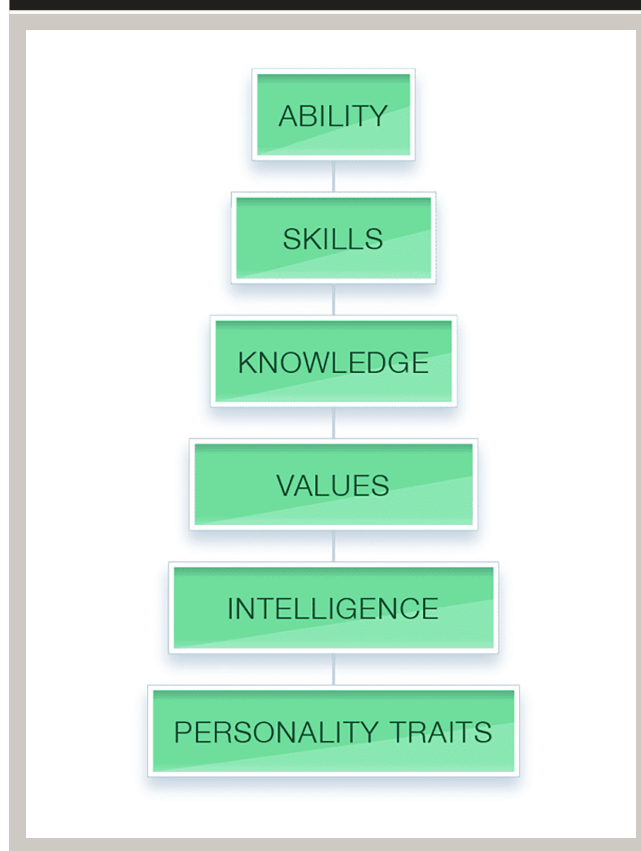 ABILITY
SKILLS
KNOWLEDGE
VALUES
INTELLIGENCE
PERSONALITY TRAITS